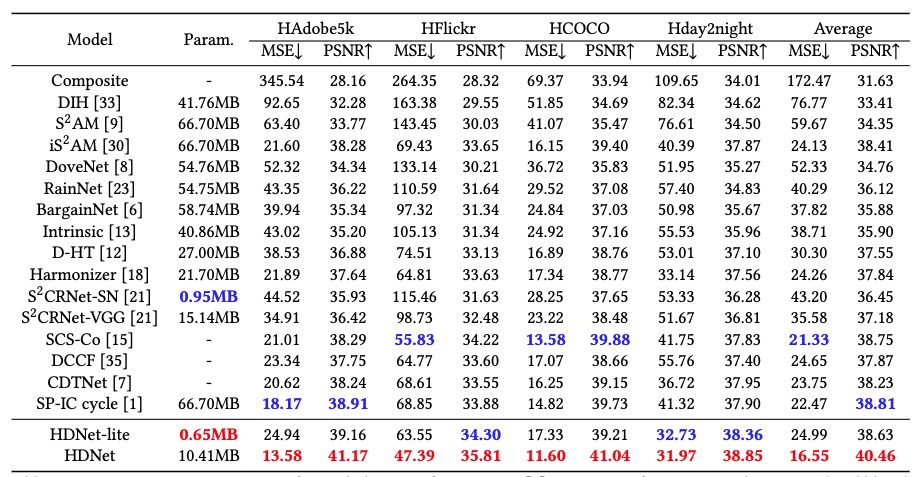 Model Param. HAdobe5k HFlickr HCOCO Hday2night Average
MSE↓ PSNR↑ MSE↓ PSNR↑ MSE↓ PSNR↑ MSE↓ PSNR↑ MSE↓ PSNR↑
Composite - 345.54 28.16 264.35 28.32 69.37 33.94 109.65 34.01 172.47 31.63
DIH [33] 41.76MB 92.65 32.28 163.38 29.55 51.85 34.69 82.34 34.62 76.77 33.41
S²AM [9] 66.70MB 63.40 33.77 143.45 30.03 41.07 35.47 76.61 34.50 59.67 34.35
iS²AM [30] 66.70MB 21.60 38.28 69.43 33.65 16.15 39.40 40.39 37.87 24.13 38.41
DoveNet [8] 54.76MB 52.32 34.34 133.14 30.21 36.72 35.83 51.95 35.27 52.33 34.76
RainNet [23] 54.75MB 43.35 36.22 110.59 31.64 29.52 37.08 57.40 34.83 40.29 36.12
BargainNet [6] 58.74MB 39.94 35.34 97.32 31.34 24.84 37.03 50.98 35.67 37.82 35.88
Intrinsic [13] 40.86MB 43.02 35.20 105.13 31.34 24.92 37.16 55.53 35.96 38.71 35.90
D-HT [12] 27.00MB 38.53 36.88 74.51 33.13 16.89 38.76 53.01 37.10 30.30 37.55
Harmonizer [18] 21.70MB 21.89 37.64 64.81 33.63 17.34 38.77 33.14 37.56 24.26 37.84
S²CRNet-SN [21] 0.95MB 44.52 35.93 115.46 31.63 28.25 37.65 53.33 36.28 43.20 36.45
S²CRNet-VGG [21] 15.14MB 34.91 36.42 98.73 32.48 23.22 38.48 51.67 36.81 35.58 37.18
SCS-Co [15] - 21.01 38.29 55.83 34.22 13.58 39.88 41.75 37.83 21.33 38.75
DCCF [35] - 23.34 37.75 64.77 33.60 17.07 38.66 55.76 37.40 24.65 37.87
CDTNet [7] - 20.62 38.24 68.61 33.55 16.25 39.15 36.72 37.95 23.75 38.23
SP-IC cycle [1] 66.70MB 18.17 38.91 68.85 33.88 14.82 39.73 41.32 37.90 22.47 38.81
HDNet-lite 0.65MB 24.94 39.16 63.55 34.30 17.33 39.21 32.73 38.36 24.99 38.63
HDNet 10.41MB 13.58 41.17 47.39 35.81 11.60 41.04 31.97 38.85 16.55 40.46